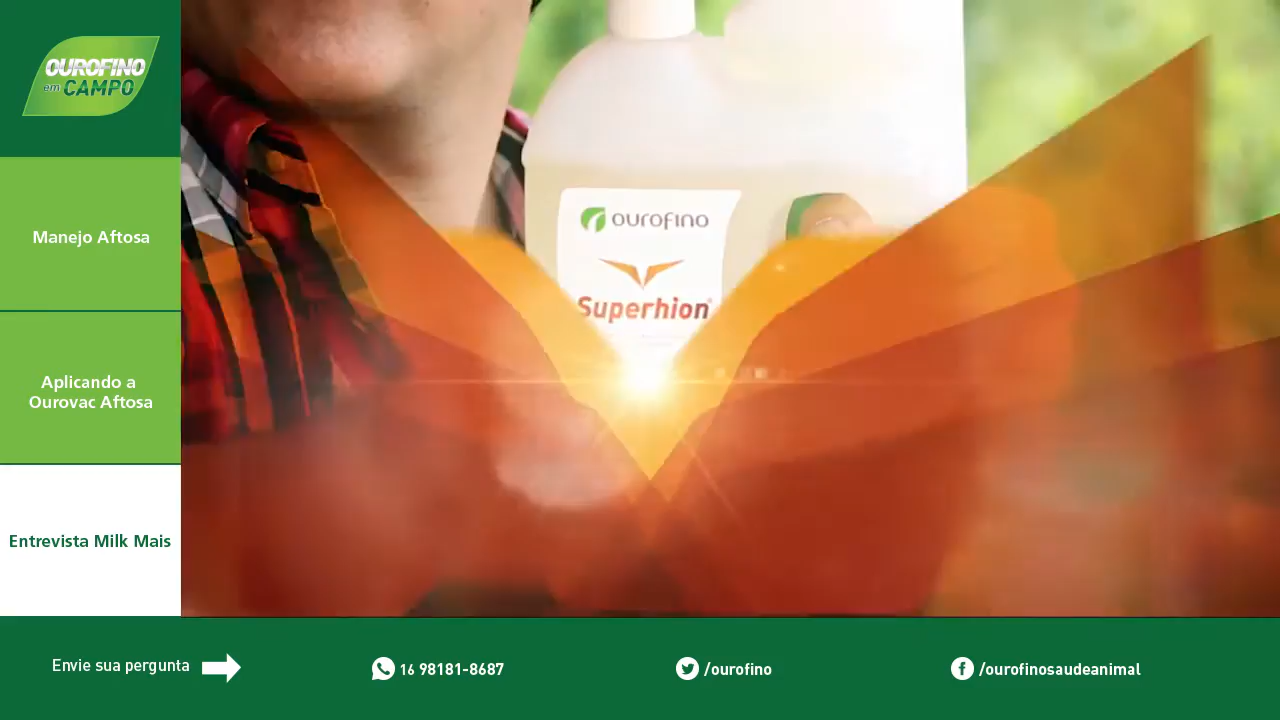 OUROFINO
em CAMPO
Manejo Aftosa
Aplicando a
Ourovac Aftosa
Entrevista Milk Mais
ourofino
Superhion®
Envie sua pergunta
16 98181-8687
/ourofino
/ourofinosaudeanimal